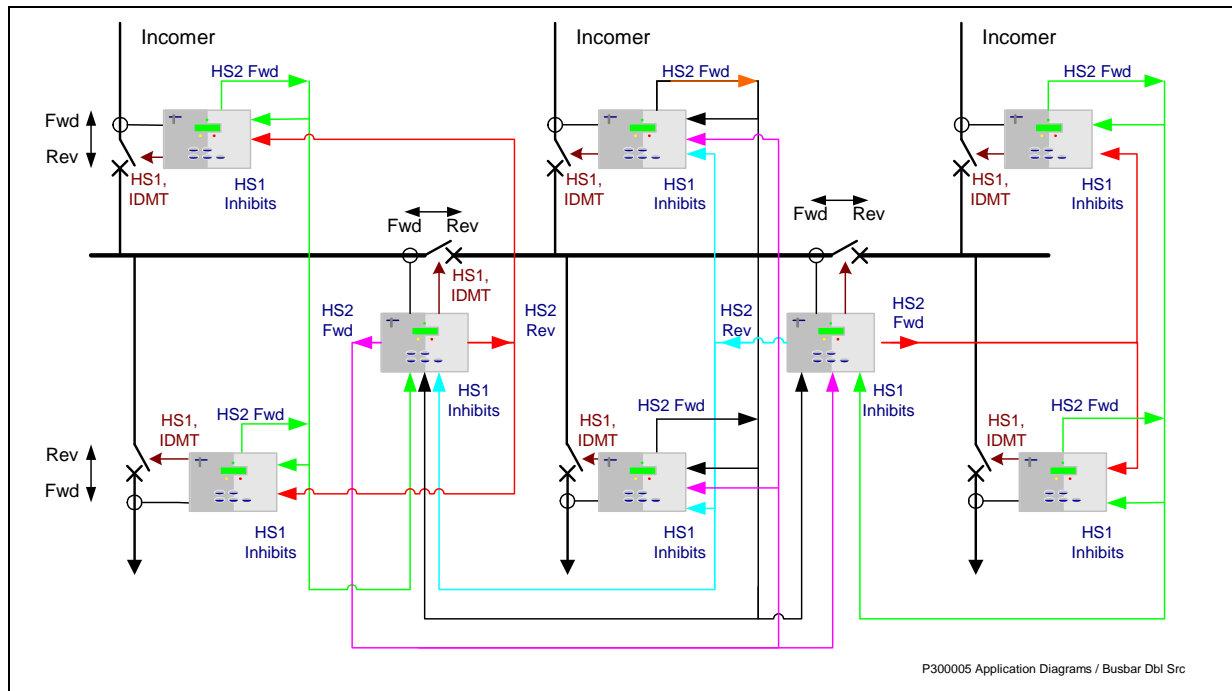 Incomer
Incomer
Incomer
HS2 Fwd
HS2 Fwd
HS2 Fwd
Fwd
Rev
HS1,
IDMT
HS1
Inhibits
HS1,
IDMT
HS1
Inhibits
HS1,
IDMT
HS1
Inhibits
Fwd
Rev
Fwd
Rev
HS1,
IDMT
HS2
Fwd
HS2
Rev
HS2
Rev
HS2
Fwd
HS1
Inhibits
HS1
Inhibits
HS2 Fwd
HS2 Fwd
HS2 Fwd
Rev
Fwd
HS1,
IDMT
HS1,
IDMT
HS1,
IDMT
HS1
Inhibits
HS1
Inhibits
HS1
Inhibits
P300005 Application Diagrams / Busbar Dbl Src